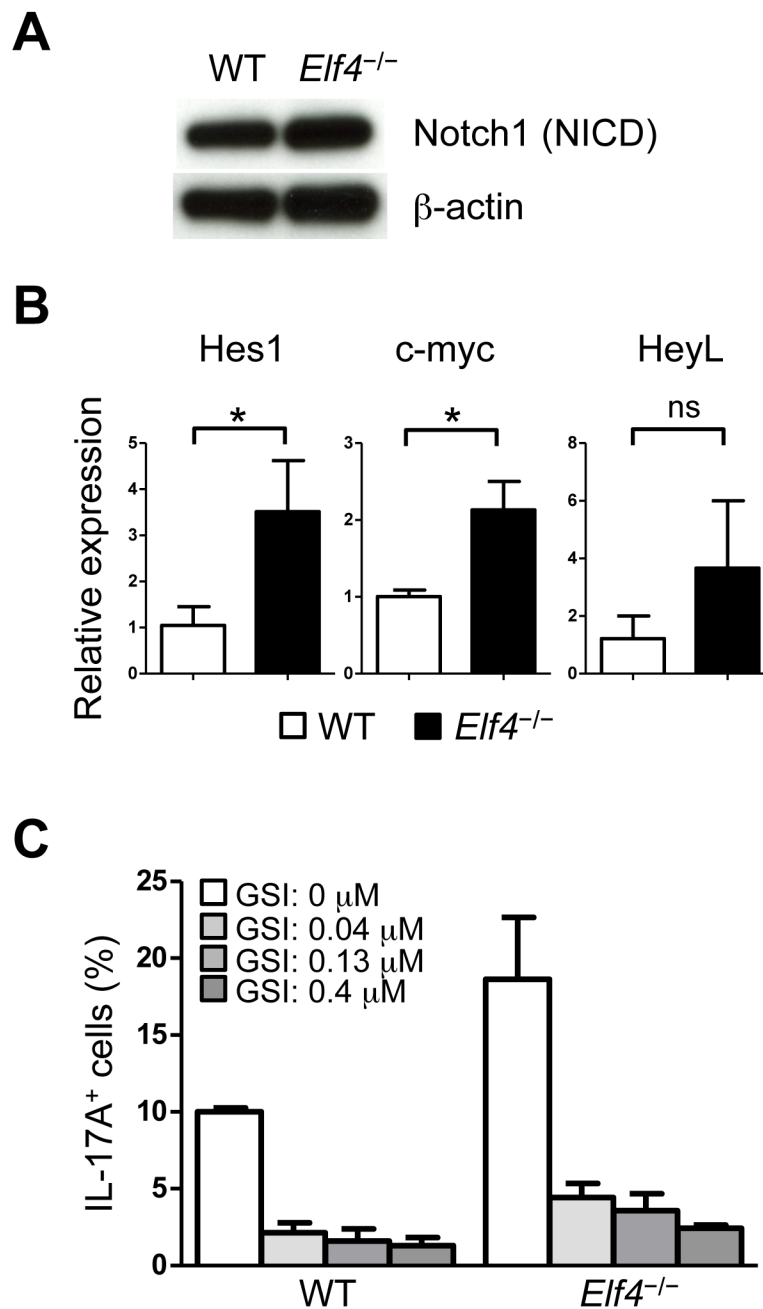 A
WT Elf4−/−
Notch1 (NICD)
β-actin
B
Hes1 c-myc HeyL
* * ns
Relative expression
5
4
3
2
1
0
3
2
1
0
8
6
4
2
0
WT Elf4−/−
C
IL-17A+ cells (%)
25
20
15
10
5
0
GSI: 0 μM
GSI: 0.04 μM
GSI: 0.13 μM
GSI: 0.4 μM
WT Elf4−/−